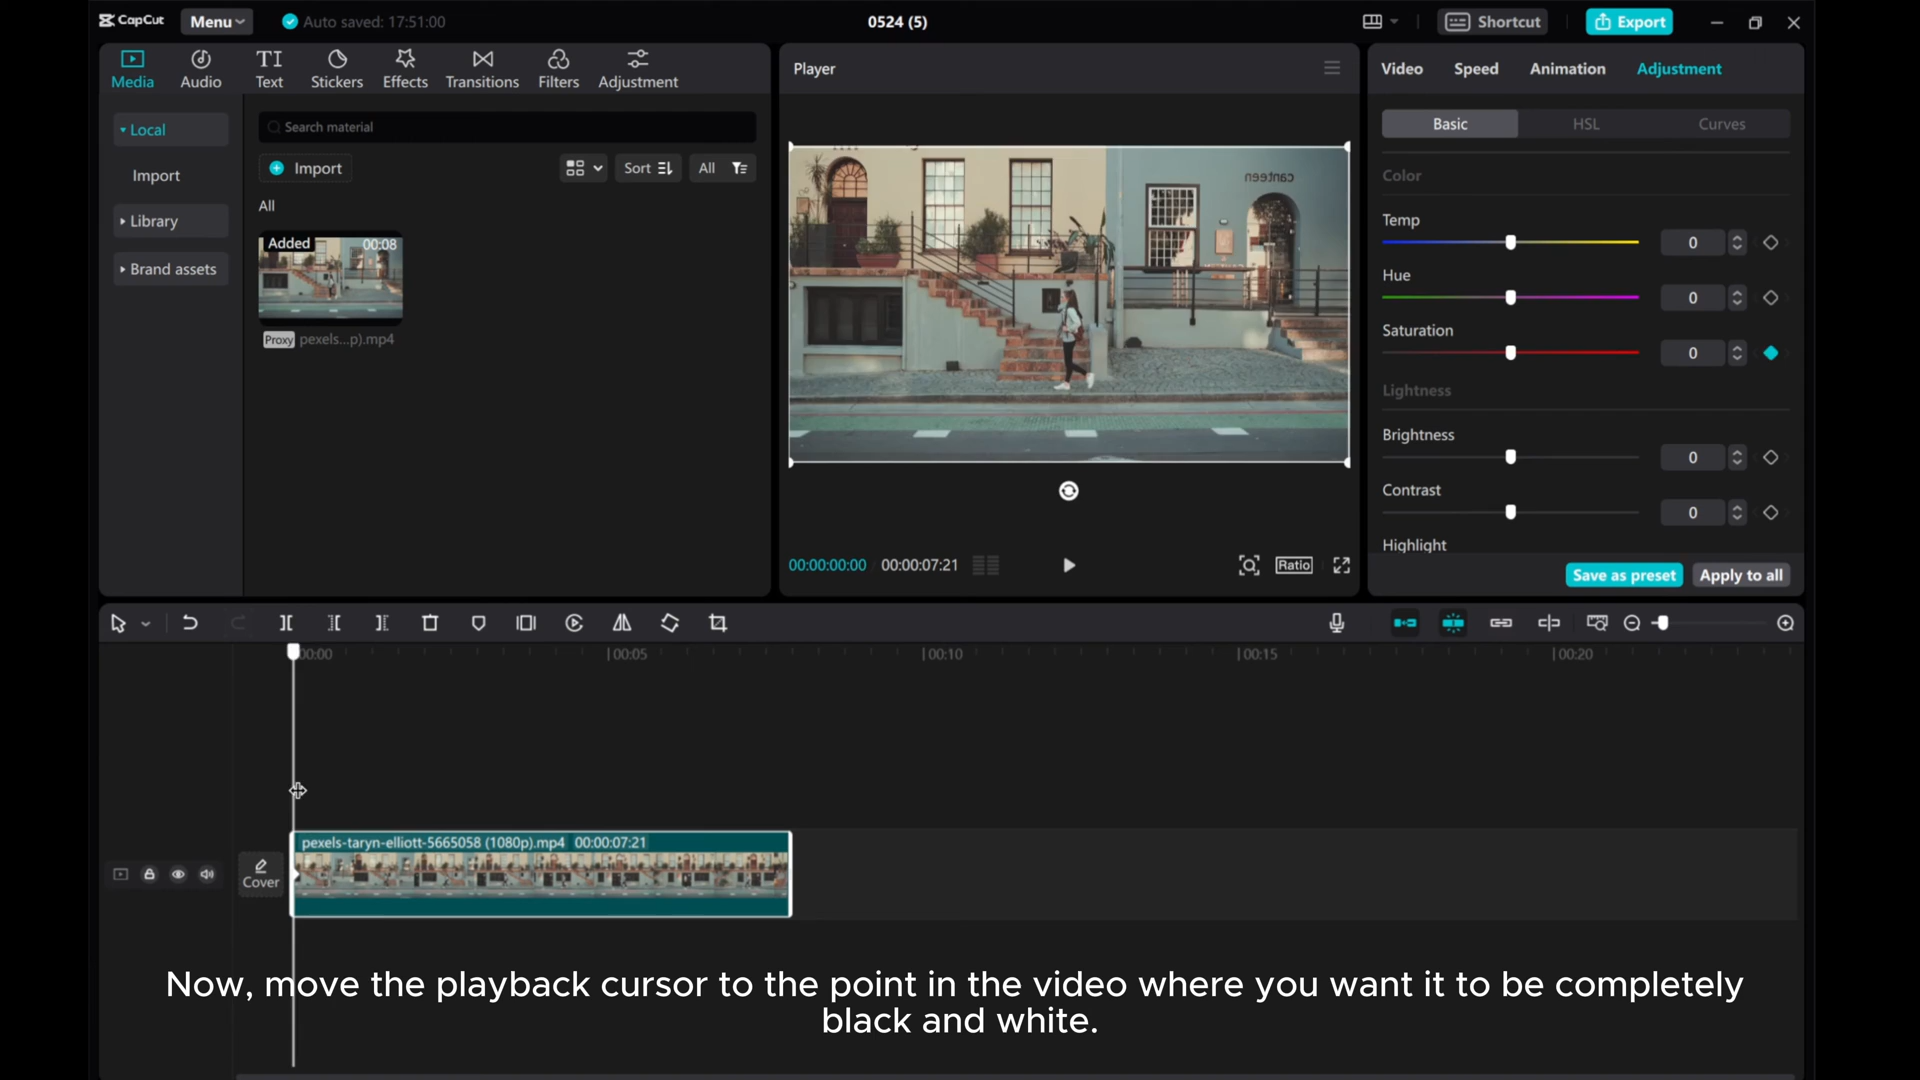 CapCut
Menu
Auto saved: 17:51:00
0524 (5)
Shortcut
Export
Media
Audio
Text
Stickers
Effects
Transitions
Filters
Adjustment
Local
Import
Library
Brand assets
Search material
Import
Sort
All
All
Added
00:08
Proxy
pexels...p).mp4
Player
canteen
00:00:00:00
00:00:07:21
Ratio
Video
Speed
Animation
Adjustment
Basic
HSL
Curves
Color
Temp
0
Hue
0
Saturation
0
Lightness
Brightness
0
Contrast
0
Highlight
Save as preset
Apply to all
00:00
00:05
00:10
00:15
00:20
Cover
pexels-taryn-elliott-5665058 (1080p).mp4 00:00:07:21
Now, move the playback cursor to the point in the video where you want it to be completely
black and white.